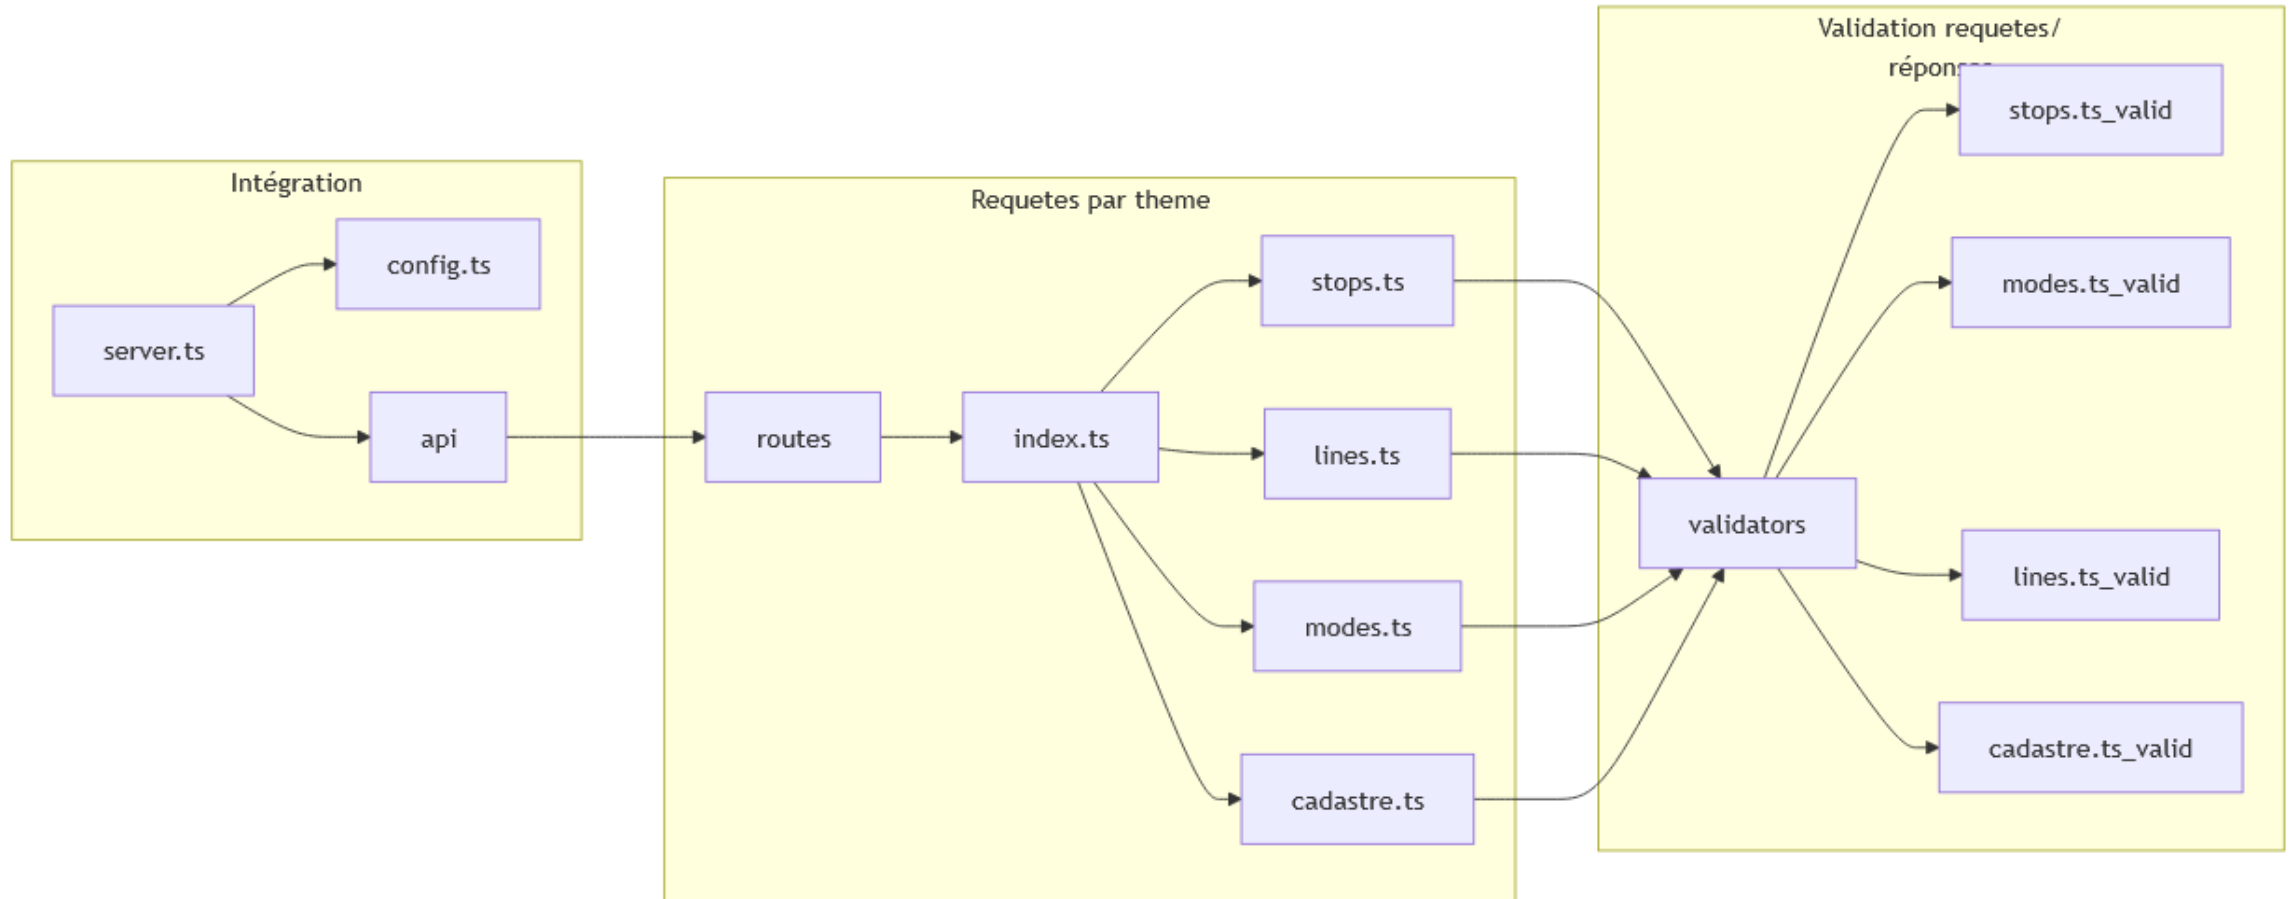 Intégration
config.ts
server.ts
api
Requetes par theme
stops.ts
routes
index.ts
lines.ts
modes.ts
cadastre.ts
Validation requetes/
stops.ts_valid
modes.ts_valid
validators
lines.ts_valid
cadastre.ts_valid